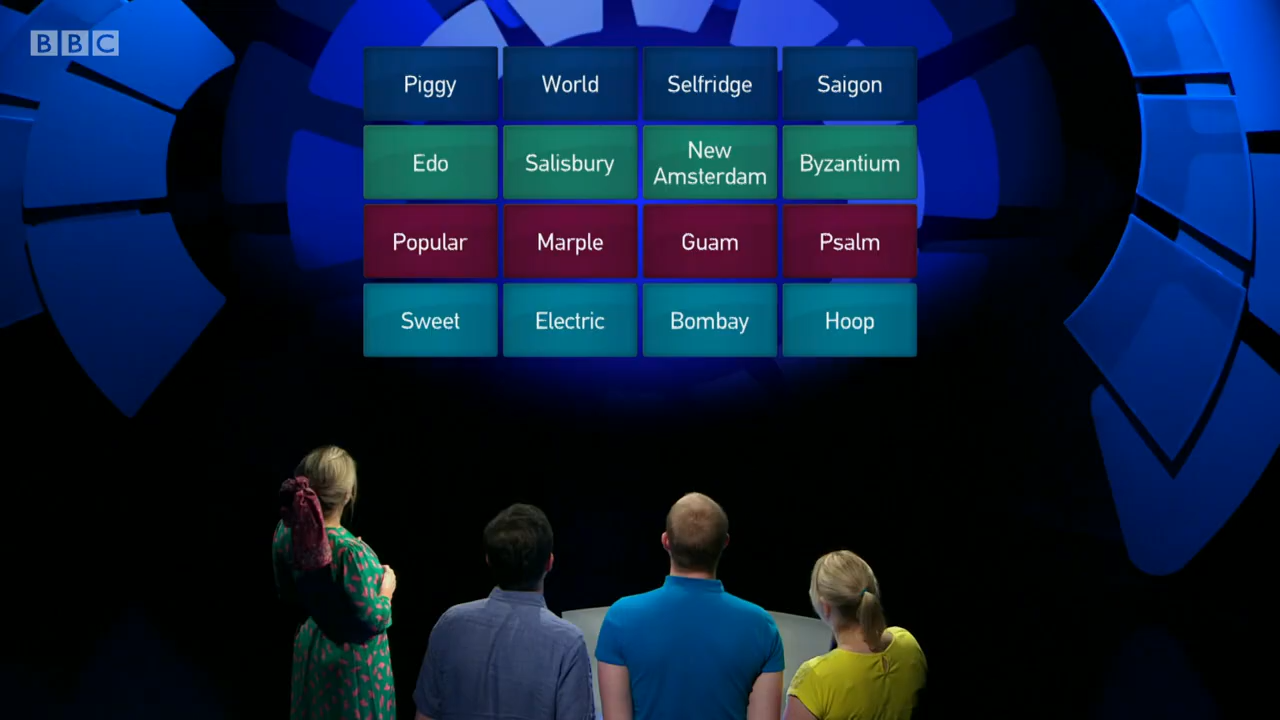 BBC
Piggy World Selfridge Saigon
Edo Salisbury New Amsterdam Byzantium
Popular Marple Guam Psalm
Sweet Electric Bombay Hoop